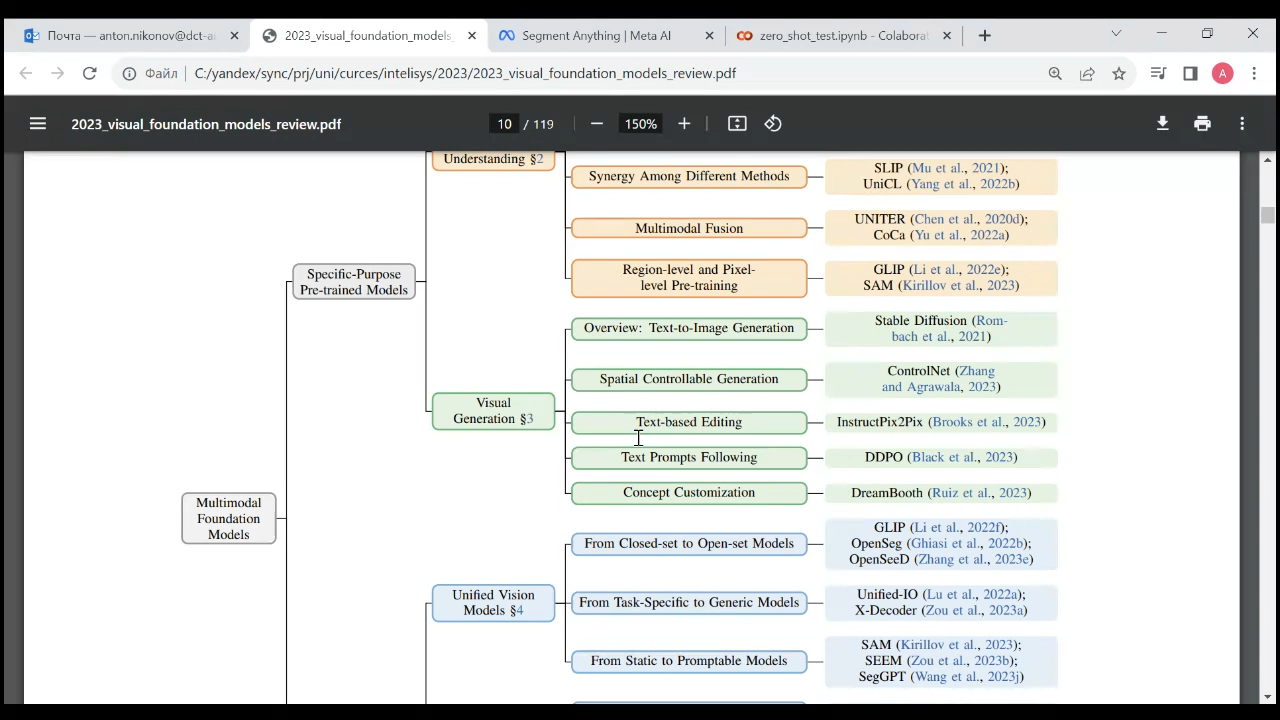 Почта — anton.nikonov@dct-a
2023_visual_foundation_models_
Segment Anything | Meta AI
zero_shot_test.ipynb - Colabora
Файл
C:/yandex/sync/prj/uni/curces/intelisys/2023/2023_visual_foundation_models_review.pdf
A
2023_visual_foundation_models_review.pdf
10 / 119
150%
Understanding §2
Synergy Among Different Methods
SLIP (Mu et al., 2021);
UniCL (Yang et al., 2022b)
Multimodal Fusion
UNITER (Chen et al., 2020d);
CoCa (Yu et al., 2022a)
Specific-Purpose
Pre-trained Models
Region-level and Pixel-
level Pre-training
GLIP (Li et al., 2022e);
SAM (Kirillov et al., 2023)
Overview: Text-to-Image Generation
Stable Diffusion (Rom-
bach et al., 2021)
Spatial Controllable Generation
ControlNet (Zhang
and Agrawala, 2023)
Visual
Generation §3
Text-based Editing
InstructPix2Pix (Brooks et al., 2023)
Text Prompts Following
DDPO (Black et al., 2023)
Concept Customization
DreamBooth (Ruiz et al., 2023)
Multimodal
Foundation
Models
From Closed-set to Open-set Models
GLIP (Li et al., 2022f);
OpenSeg (Ghiasi et al., 2022b);
OpenSeeD (Zhang et al., 2023e)
Unified Vision
Models §4
From Task-Specific to Generic Models
Unified-IO (Lu et al., 2022a);
X-Decoder (Zou et al., 2023a)
From Static to Promptable Models
SAM (Kirillov et al., 2023);
SEEM (Zou et al., 2023b);
SegGPT (Wang et al., 2023j)